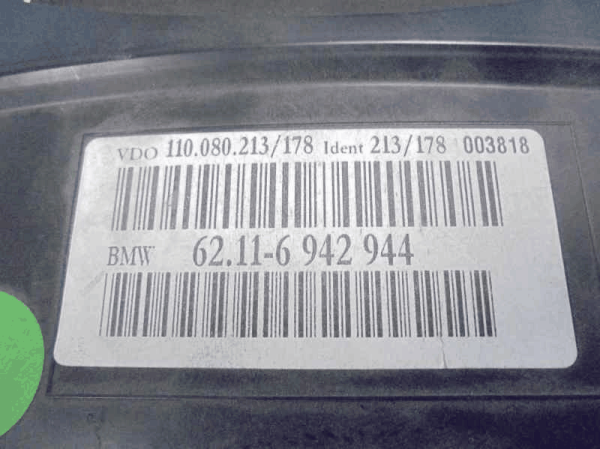 VDO 110.080.213/178 Ident 213/178 003818
BMW 62.11-6 942 944